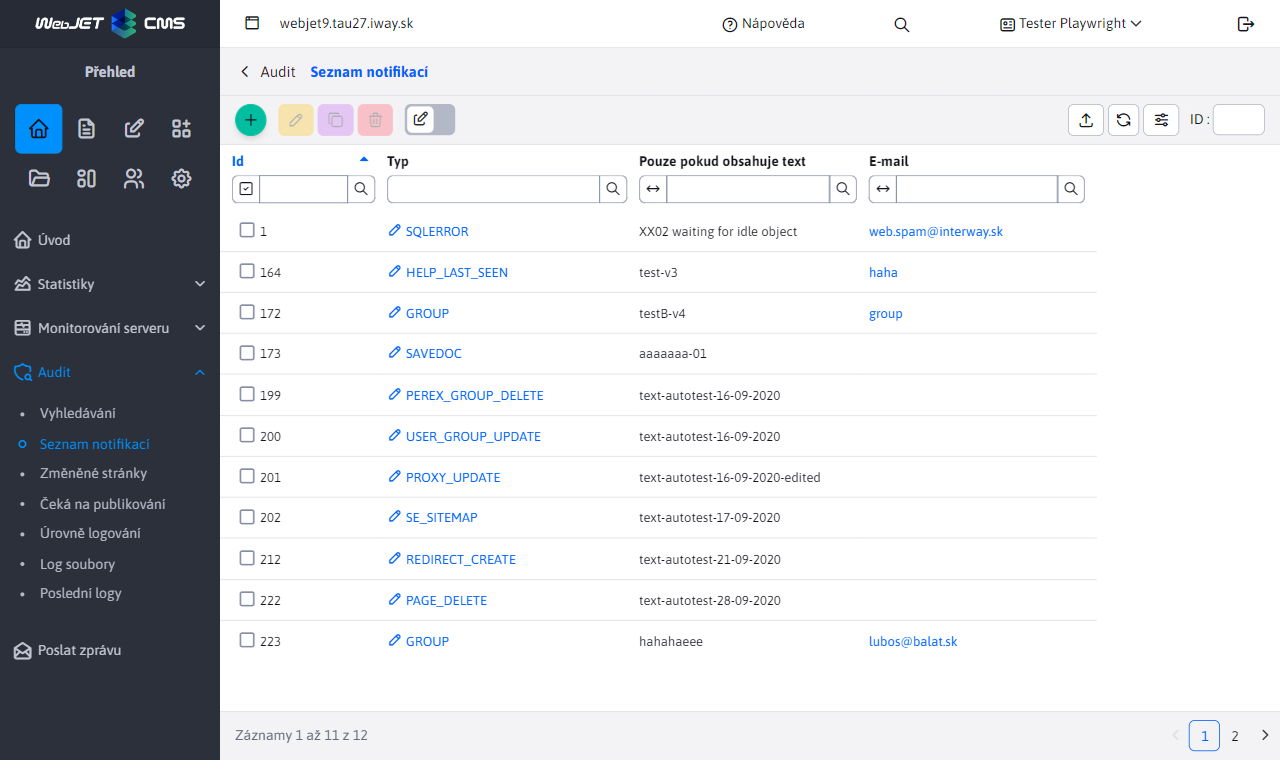 WebJET CMS
webjet9.tau27.iway.sk
Nápověda
Tester Playwright
Přehled
Audit
Seznam notifikací
ID :
Id
Typ
Pouze pokud obsahuje text
E-mail
1 SQLERROR XX02 waiting for idle object web.spam@interway.sk
164 HELP_LAST_SEEN test-v3 haha
172 GROUP testB-v4 group
173 SAVEDOC aaaaaaa-01
199 PEREX_GROUP_DELETE text-autotest-16-09-2020
200 USER_GROUP_UPDATE text-autotest-16-09-2020
201 PROXY_UPDATE text-autotest-16-09-2020-edited
202 SE_SITEMAP text-autotest-17-09-2020
212 REDIRECT_CREATE text-autotest-21-09-2020
222 PAGE_DELETE text-autotest-28-09-2020
223 GROUP hahahaeee lubos@balat.sk
Úvod
Statistiky
Monitorování serveru
Audit
Vyhledávání
Seznam notifikací
Změněné stránky
Čeká na publikování
Úrovně logování
Log soubory
Poslední logy
Poslat zprávu
Záznamy 1 až 11 z 12
1 2